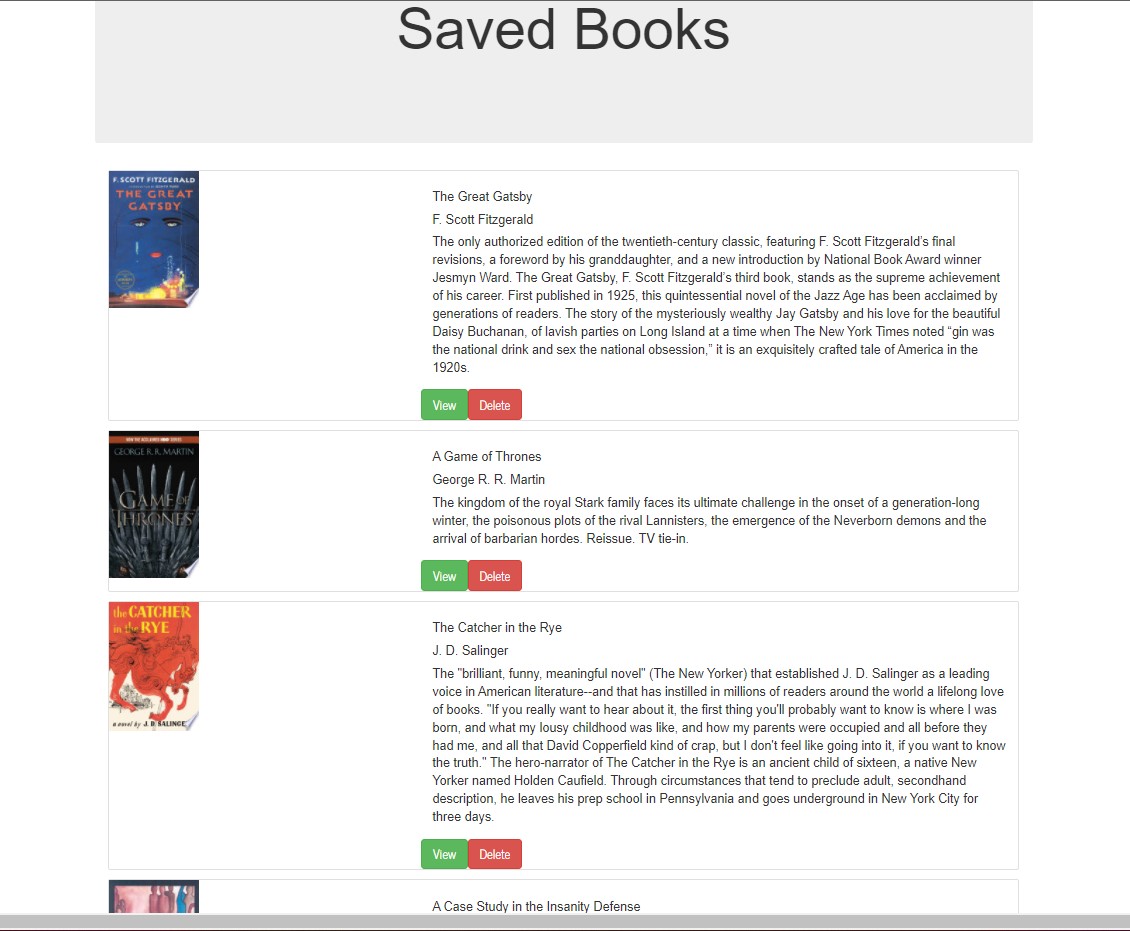 Saved Books
F. SCOTT FITZGERALD
THE GREAT
GATSBY
The Great Gatsby
F. Scott Fitzgerald
The only authorized edition of the twentieth-century classic, featuring F. Scott Fitzgerald's final
revisions, a foreword by his granddaughter, and a new introduction by National Book Award winner
Jesmyn Ward. The Great Gatsby, F. Scott Fitzgerald's third book, stands as the supreme achievement
of his career. First published in 1925, this quintessential novel of the Jazz Age has been acclaimed by
generations of readers. The story of the mysteriously wealthy Jay Gatsby and his love for the beautiful
Daisy Buchanan, of lavish parties on Long Island at a time when The New York Times noted “gin was
the national drink and sex the national obsession,” it is an exquisitely crafted tale of America in the
1920s.
View Delete
GEORGE R. R. MARTIN
GAME OF
THRONES
A Game of Thrones
George R. R. Martin
The kingdom of the royal Stark family faces its ultimate challenge in the onset of a generation-long
winter, the poisonous plots of the rival Lannisters, the emergence of the Neverborn demons and the
arrival of barbarian hordes. Reissue. TV tie-in.
View Delete
the CATCHER
in the RYE
a novel by J. D. SALINGE
The Catcher in the Rye
J. D. Salinger
The "brilliant, funny, meaningful novel" (The New Yorker) that established J. D. Salinger as a leading
voice in American literature--and that has instilled in millions of readers around the world a lifelong love
of books. "If you really want to hear about it, the first thing you'll probably want to know is where I was
born, and what my lousy childhood was like, and how my parents were occupied and all before they
had me, and all that David Copperfield kind of crap, but I don't feel like going into it, if you want to know
the truth." The hero-narrator of The Catcher in the Rye is an ancient child of sixteen, a native New
Yorker named Holden Caufield. Through circumstances that tend to preclude adult, secondhand
description, he leaves his prep school in Pennsylvania and goes underground in New York City for
three days.
View Delete
A Case Study in the Insanity Defense